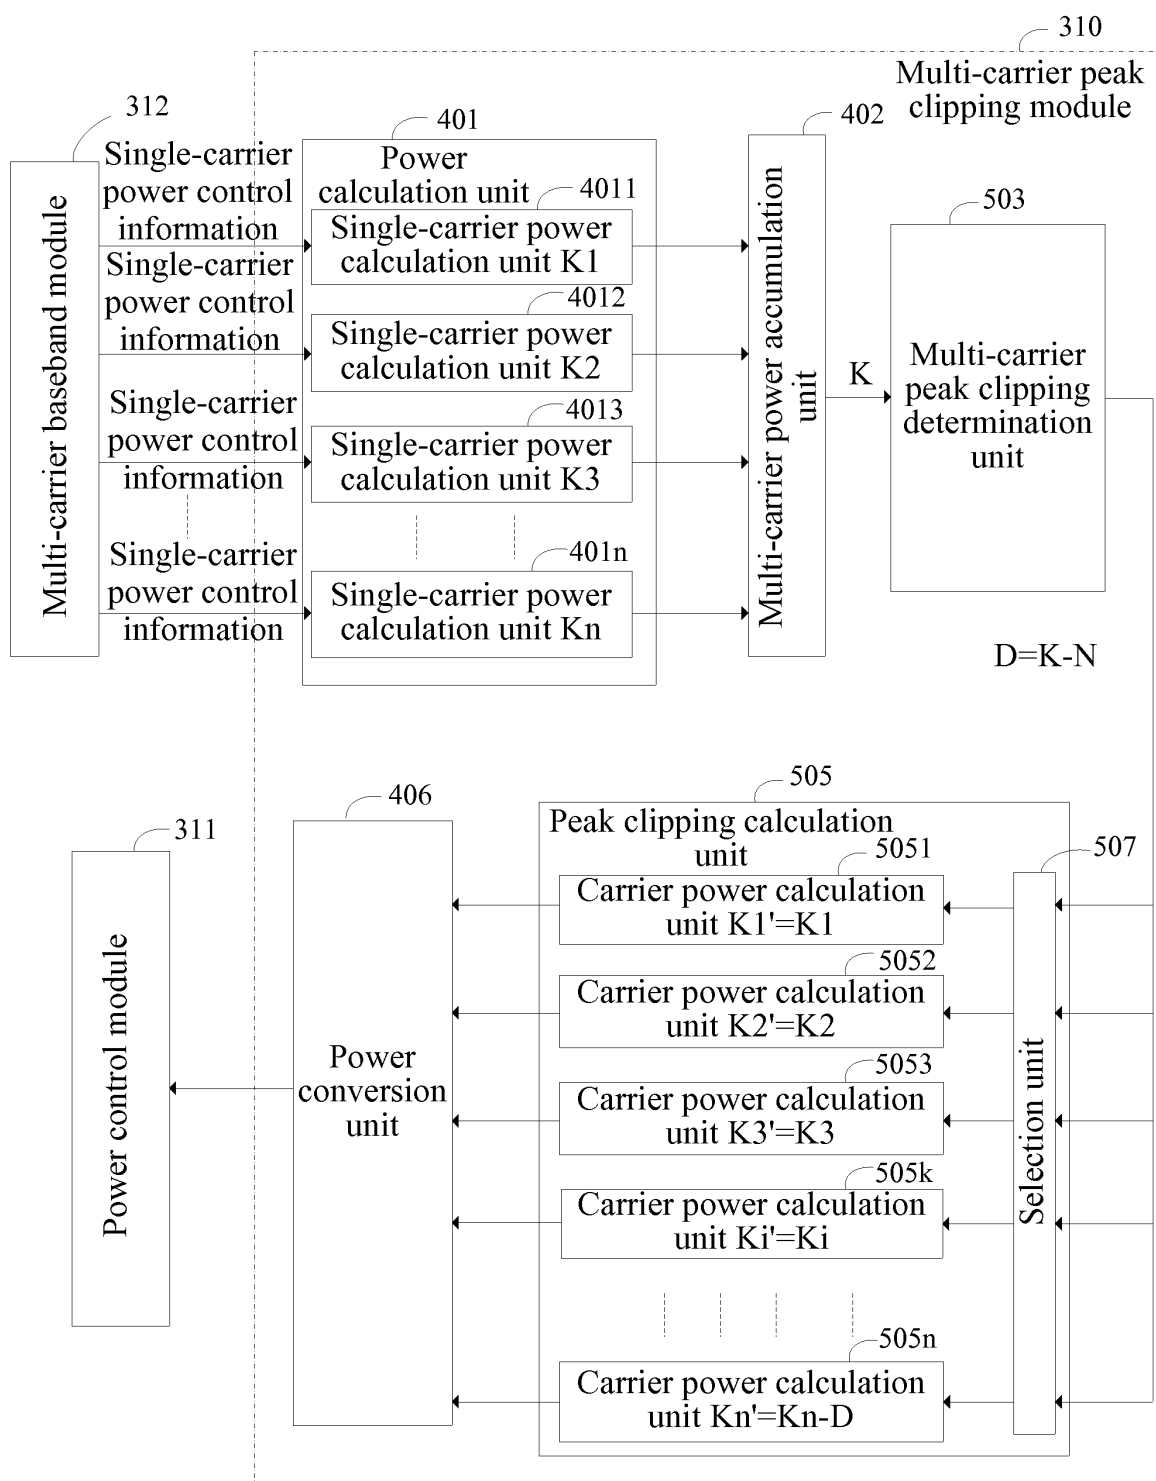 310
Multi-carrier peak
clipping module
312
Single-carrier
power control
information
Single-carrier
power control
information
Single-carrier
power control
information
Single-carrier
power control
information
Multi-carrier baseband module
401
Power
calculation unit
4011
Single-carrier power
calculation unit K1
4012
Single-carrier power
calculation unit K2
4013
Single-carrier power
calculation unit K3
401n
Single-carrier power
calculation unit Kn
402
Multi-carrier power accumulation
unit
K
503
Multi-carrier
peak clipping
determination
unit
D=K-N
311
Power control module
406
Power
conversion
unit
505
Peak clipping calculation
unit
5051
Carrier power calculation
unit K1'=K1
5052
Carrier power calculation
unit K2'=K2
5053
Carrier power calculation
unit K3'=K3
505k
Carrier power calculation
unit Ki'=Ki
505n
Carrier power calculation
unit Kn'=Kn-D
507
Selection unit